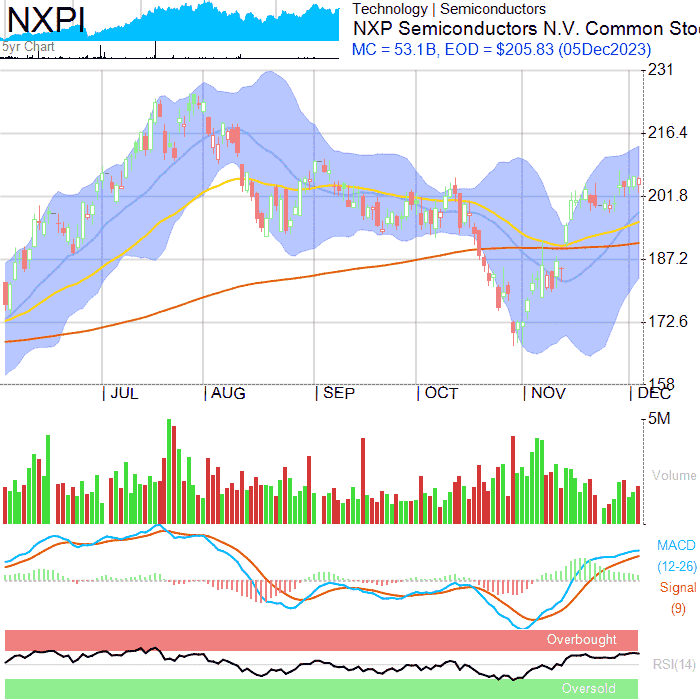 NXPI
5yr Chart
Technology | Semiconductors
NXP Semiconductors N.V. Common Sto
MC = 53.1B, EOD = $205.83 (05Dec2023)
231
216.4
201.8
187.2
172.6
158
JUL AUG SEP OCT NOV DEC
5M
Volume
MACD
(12-26)
Signal
(9)
Overbought
RSI(14)
Oversold